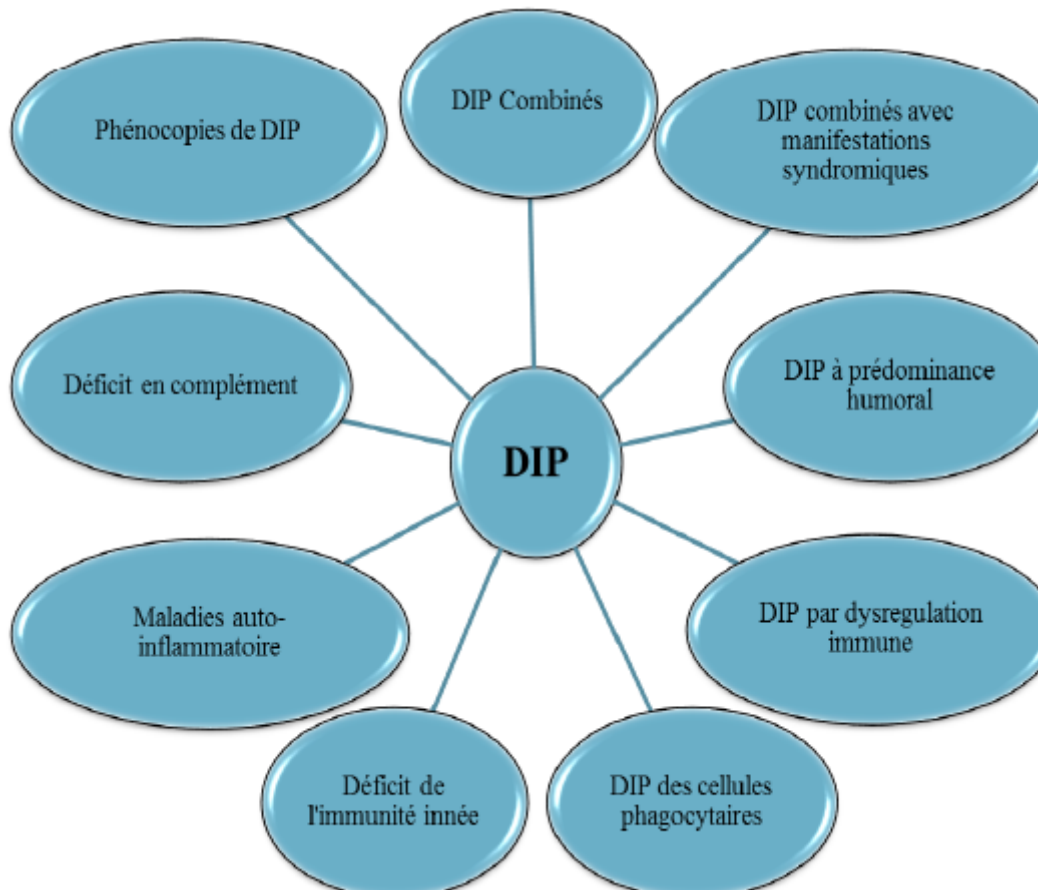 Phénocopies de DIP
DIP Combinés
DIP combinés avec
manifestations
syndromiques
Déficit en complément
DIP à prédominance
humoral
DIP
Maladies auto-
inflammatoire
DIP par dysregulation
immune
Déficit de
l'immunité innée
DIP des cellules
phagocytaires